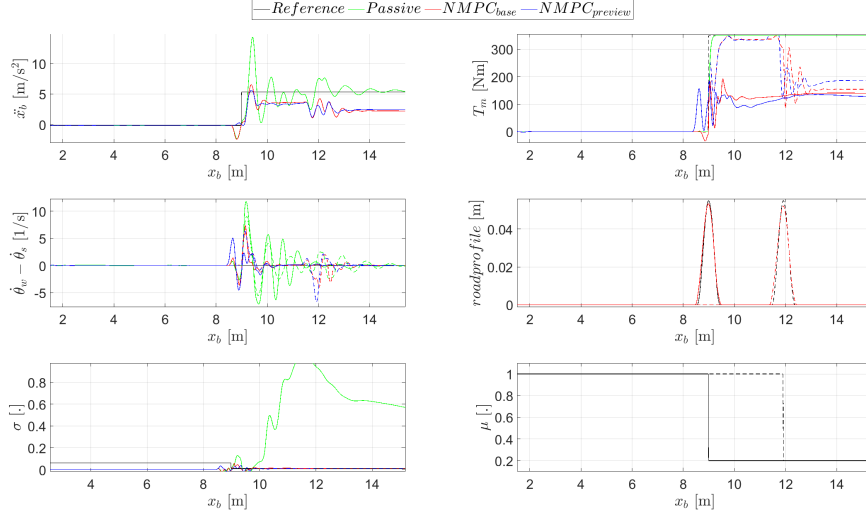 — Reference — Passive — NMPC_base — NMPC_preview
ẍ_b [m/s²]
10
5
0
2 4 6 8 10 12 14
x_b [m]
T_m [Nm]
300
200
100
0
2 4 6 8 10 12 14
x_b [m]
θ̇_w − θ̇_s [1/s]
10
5
0
-5
2 4 6 8 10 12 14
x_b [m]
roadprofile [m]
0.04
0.02
0
2 4 6 8 10 12 14
x_b [m]
σ [.]
0.8
0.6
0.4
0.2
0
4 6 8 10 12 14
x_b [m]
μ [.]
1
0.8
0.6
0.4
0.2
2 4 6 8 10 12 14
x_b [m]